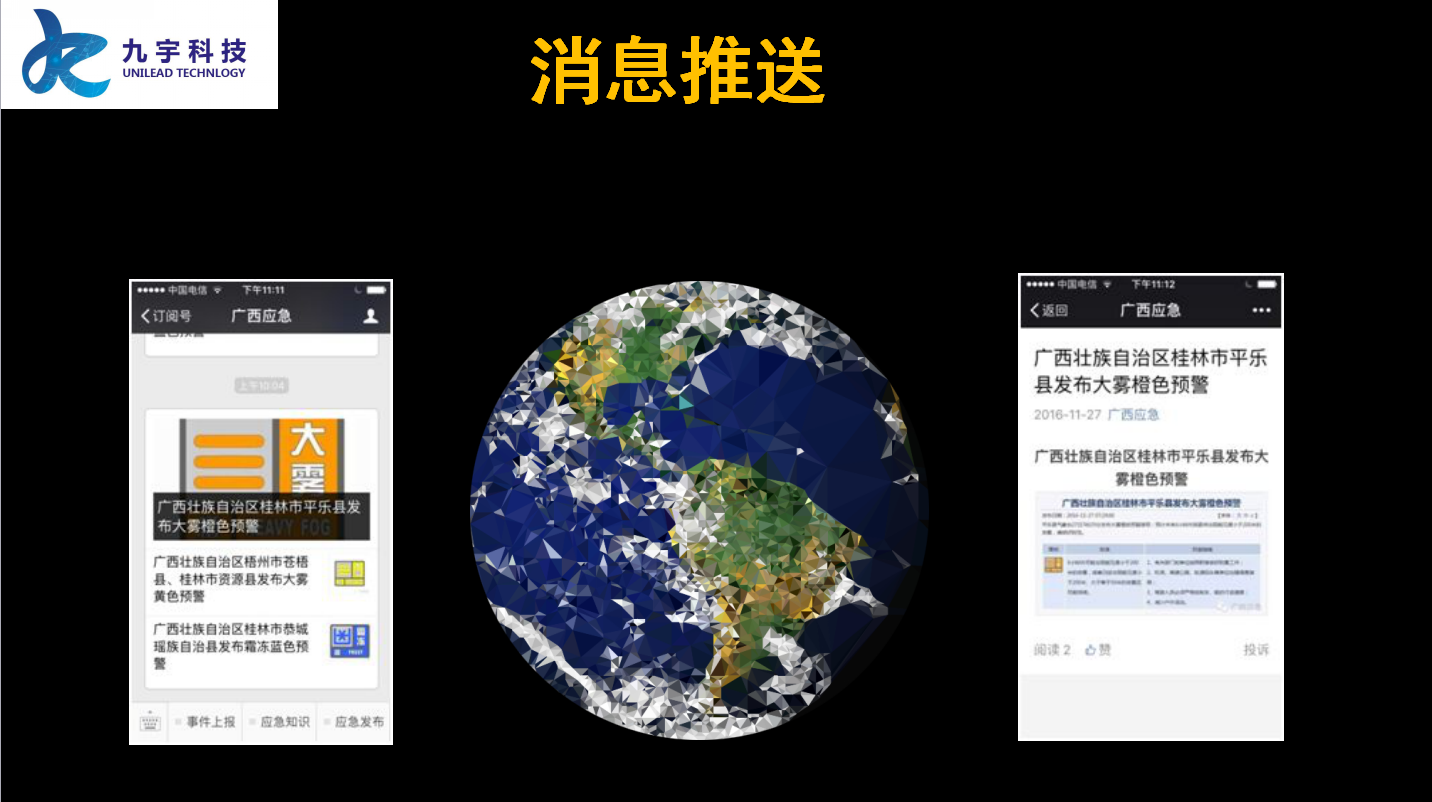 九宇科技
UNILEAD TECHNLOGY
消息推送
中国电信
下午11:11
订阅号
广西应急
上午10:04
大
雾
广西壮族自治区桂林市平乐县发
布大雾橙色预警
HEAVY FOG
广西壮族自治区梧州市苍梧
县、桂林市资源县发布大雾
黄色预警
广西壮族自治区桂林市恭城
瑶族自治县发布霜冻蓝色预
警
霜
冻
FROST
事件上报
应急知识
应急发布
中国电信
下午11:12
返回
广西应急
广西壮族自治区桂林市平乐
县发布大雾橙色预警
2016-11-27 广西应急
广西壮族自治区桂林市平乐县发布大
雾橙色预警
广西壮族自治区桂林市平乐县发布大雾橙色预警
阅读 2 赞
投诉